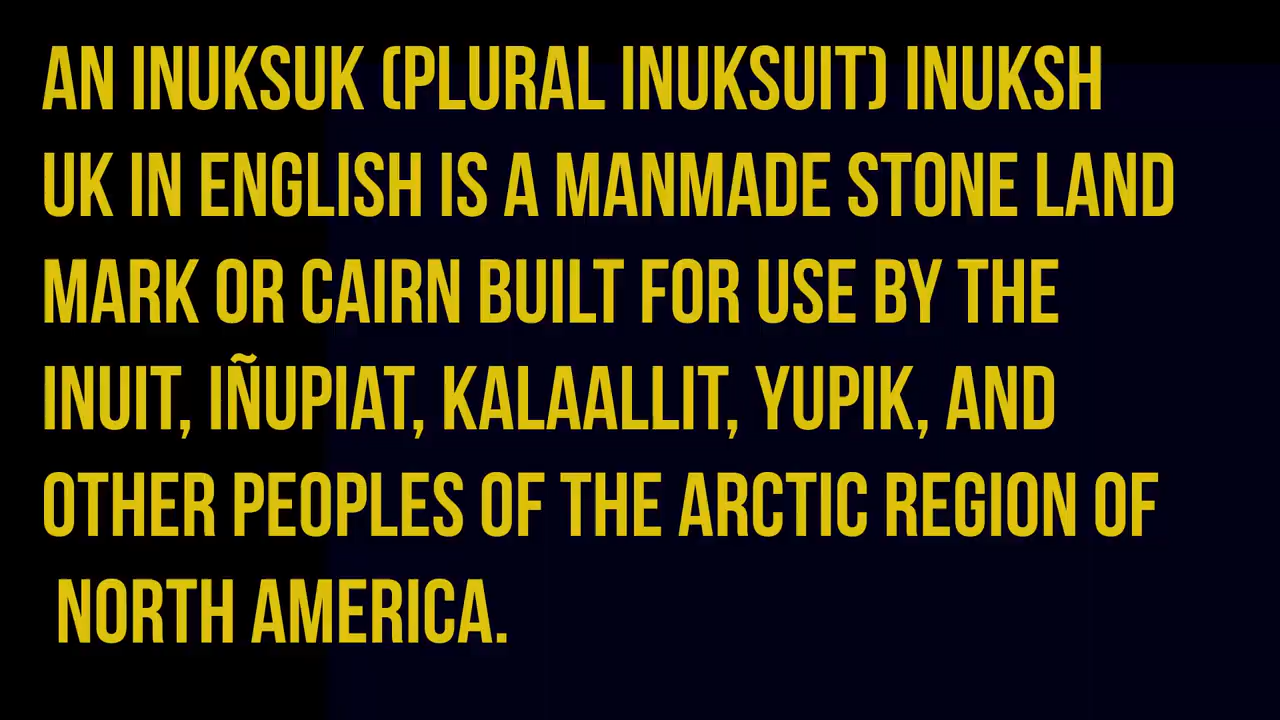 AN INUKSUK (PLURAL INUKSUIT) INUKSH
UK IN ENGLISH IS A MANMADE STONE LAND
MARK OR CAIRN BUILT FOR USE BY THE
INUIT, IÑUPIAT, KALAALLIT, YUPIK, AND
OTHER PEOPLES OF THE ARCTIC REGION OF
NORTH AMERICA.